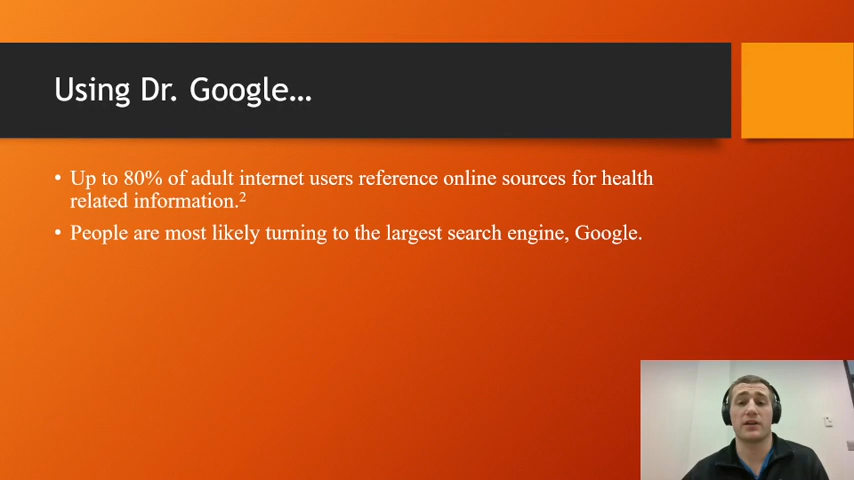 Using Dr. Google…
• Up to 80% of adult internet users reference online sources for health
related information.²
• People are most likely turning to the largest search engine, Google.